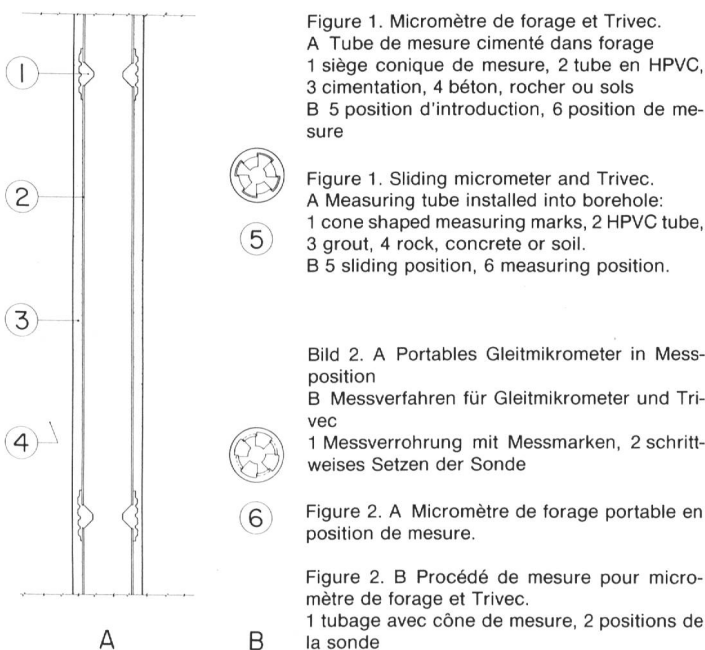 1
2
3
4
A
5
6
B
Figure 1. Micromètre de forage et Trivec.
A Tube de mesure cimenté dans forage
1 siège conique de mesure, 2 tube en HPVC,
3 cimentation, 4 béton, rocher ou sols
B 5 position d'introduction, 6 position de me-
sure
Figure 1. Sliding micrometer and Trivec.
A Measuring tube installed into borehole:
1 cone shaped measuring marks, 2 HPVC tube,
3 grout, 4 rock, concrete or soil.
B 5 sliding position, 6 measuring position.
Bild 2. A Portables Gleitmikrometer in Mess-
position
B Messverfahren für Gleitmikrometer und Tri-
vec
1 Messverrohrung mit Messmarken, 2 schritt-
weises Setzen der Sonde
Figure 2. A Micromètre de forage portable en
position de mesure.
Figure 2. B Procédé de mesure pour micro-
mètre de forage et Trivec.
1 tubage avec cône de mesure, 2 positions de
la sonde